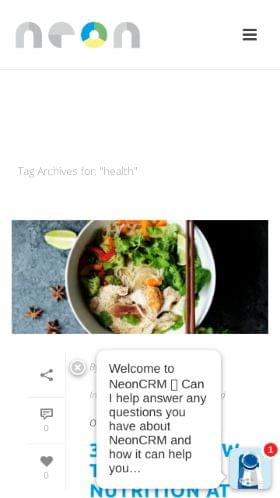 neon
Tag Archives for: "health"
Welcome to
NeonCRM ▯ Can
I help answer any
questions you
have about
NeonCRM and
how it can help
you...
0
0
1
NUTRITION AT